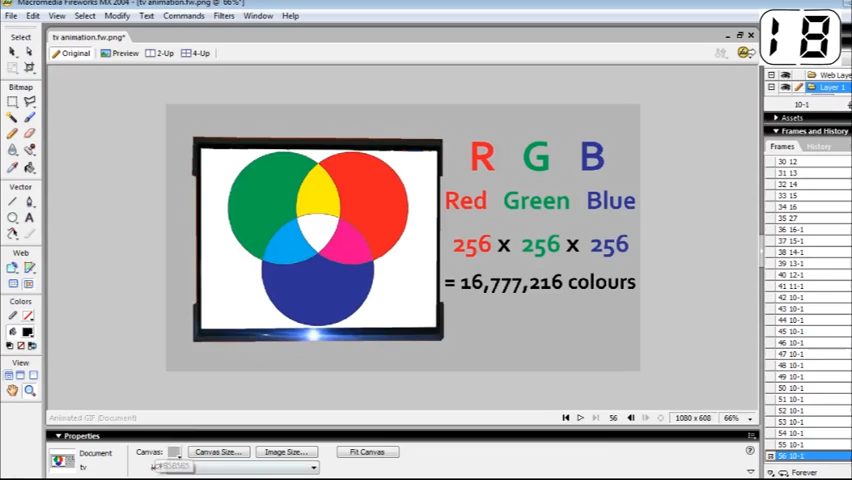 Macromedia Fireworks MX 2004 - [tv animation.fw.png @ 66%*]
File Edit View Select Modify Text Commands Filters Window Help
18
Select
tv animation.fw.png*
Original Preview 2-Up 4-Up
Bitmap
Vector
Colors
View
R G B
Red Green Blue
256 x 256 x 256
= 16,777,216 colours
Web Laye
Layer 1
10-1
Assets
Frames and History
Frames History
30 12
31 13
32 14
33 15
34 16
35 27
36 16-1
37 15-1
38 14-1
39 13-1
40 12-1
41 11-1
42 10-1
43 10-1
44 10-1
45 10-1
46 10-1
47 10-1
48 10-1
49 10-1
50 10-1
51 10-1
52 10-1
53 10-1
54 10-1
55 10-1
56 10-1
Forever
Animated GIF (Document)
56
1080 x 608
66%
Properties
Document
tv
Canvas:
Canvas Size...
Image Size...
Fit Canvas